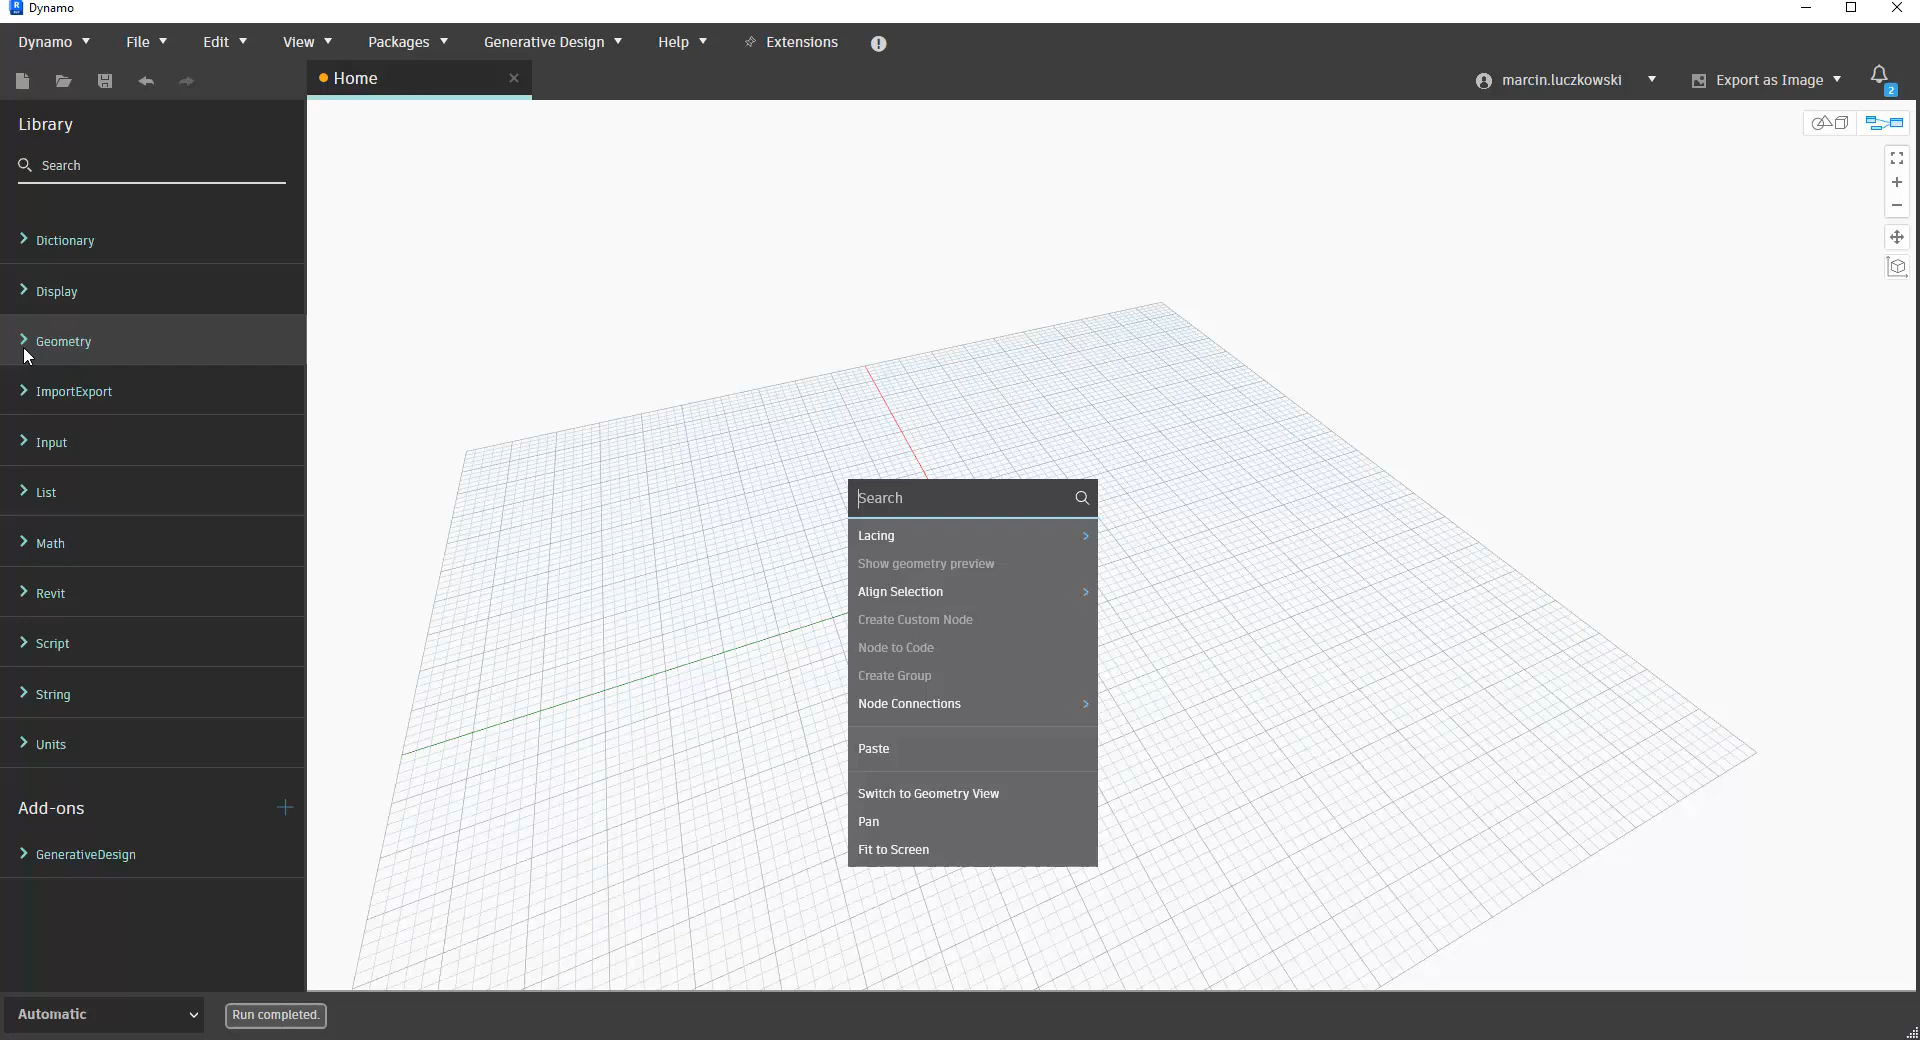 Dynamo
Dynamo File Edit View Packages Generative Design Help Extensions
Home
marcin.luczkowski Export as Image
2
Library
Search
Dictionary
Display
Geometry
ImportExport
Input
List
Math
Revit
Script
String
Units
Add-ons
GenerativeDesign
Search
Lacing
Show geometry preview
Align Selection
Create Custom Node
Node to Code
Create Group
Node Connections
Paste
Switch to Geometry View
Pan
Fit to Screen
Automatic
Run completed.